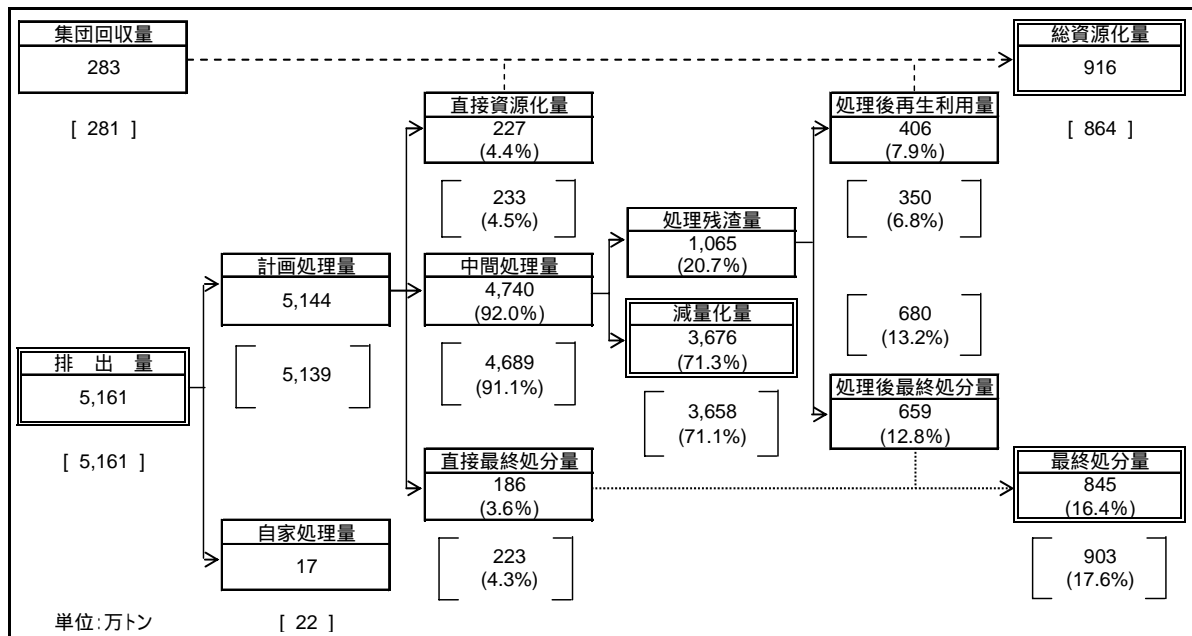 集団回収量
283
[ 281 ]
総資源化量
916
[ 864 ]
直接資源化量
227
(4.4%)
233
(4.5%)
処理後再生利用量
406
(7.9%)
350
(6.8%)
処理残渣量
1,065
(20.7%)
計画処理量
5,144
5,139
中間処理量
4,740
(92.0%)
4,689
(91.1%)
減量化量
3,676
(71.3%)
3,658
(71.1%)
680
(13.2%)
排 出 量
5,161
[ 5,161 ]
処理後最終処分量
659
(12.8%)
直接最終処分量
186
(3.6%)
223
(4.3%)
最終処分量
845
(16.4%)
903
(17.6%)
自家処理量
17
[ 22 ]
単位:万トン